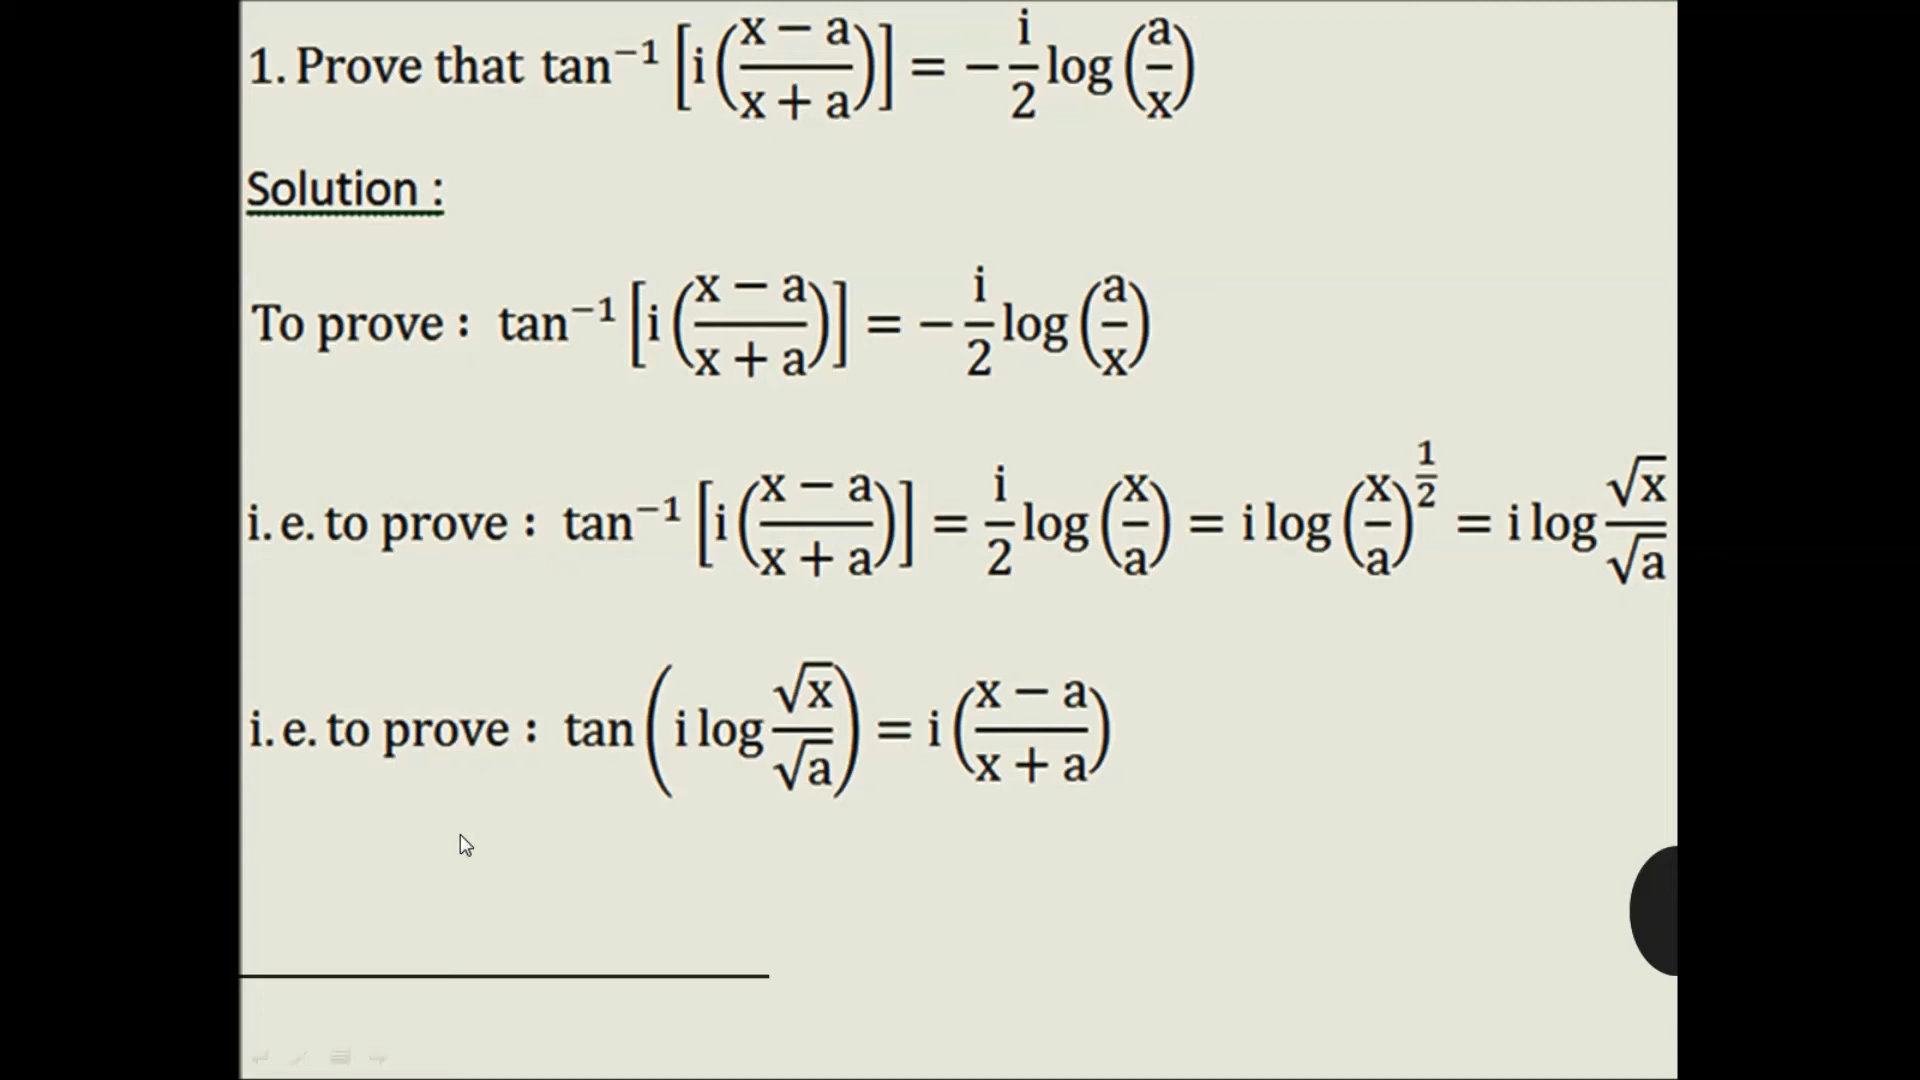 1. Prove that tan⁻¹ [i((x − a)/(x + a))] = −(i/2) log(a/x)
Solution :
To prove : tan⁻¹ [i((x − a)/(x + a))] = −(i/2) log(a/x)
i. e. to prove : tan⁻¹ [i((x − a)/(x + a))] = (i/2) log(x/a) = i log(x/a)^(1/2) = i log √x/√a
i. e. to prove : tan(i log √x/√a) = i((x − a)/(x + a))